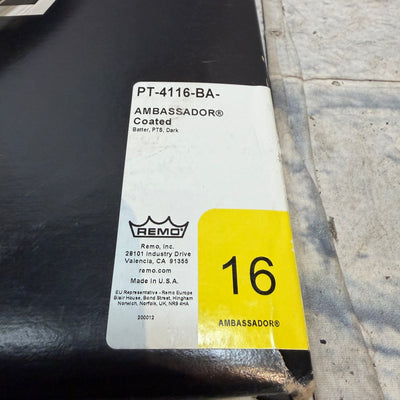 PT-4116-BA-
AMBASSADOR®
Coated
Batter, PTS, Dark
REMO
Remo, Inc.
28101 Industry Drive
Valencia, CA 91355
remo.com
Made in U.S.A.
EU Representative - Remo Europe
Blair House, Bond Street, Hingham
Norwich, Norfolk, UK, NR9 4HA
200012
16
AMBASSADOR®